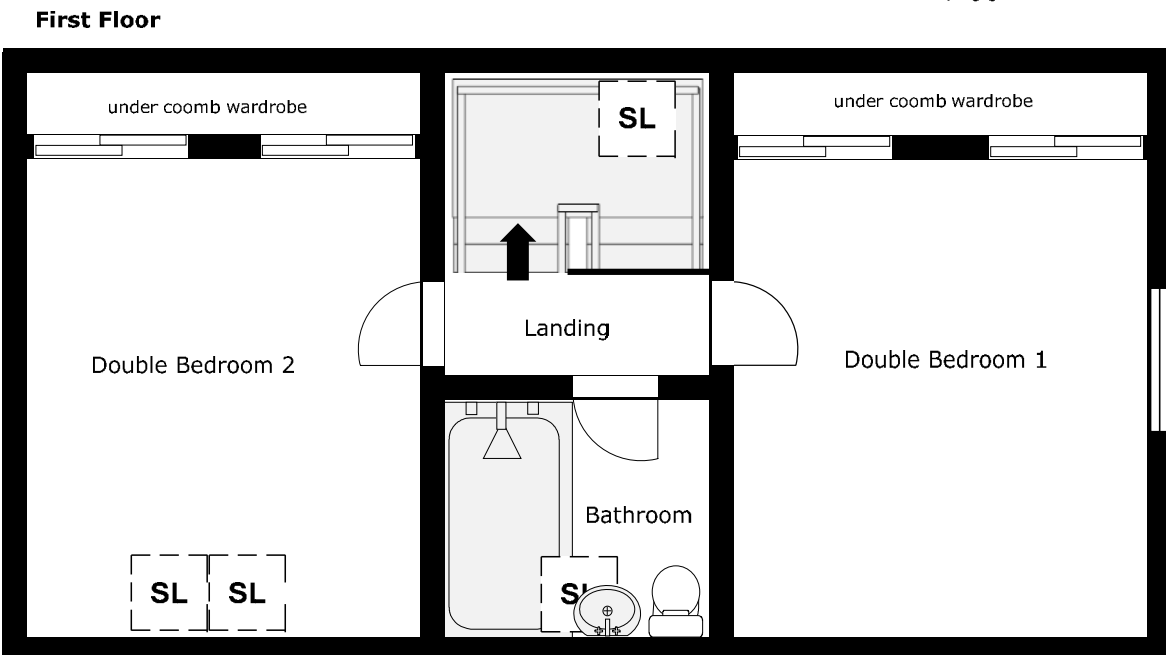 First Floor
under coomb wardrobe
SL
under coomb wardrobe
Landing
Double Bedroom 2
Double Bedroom 1
Bathroom
SL
SL